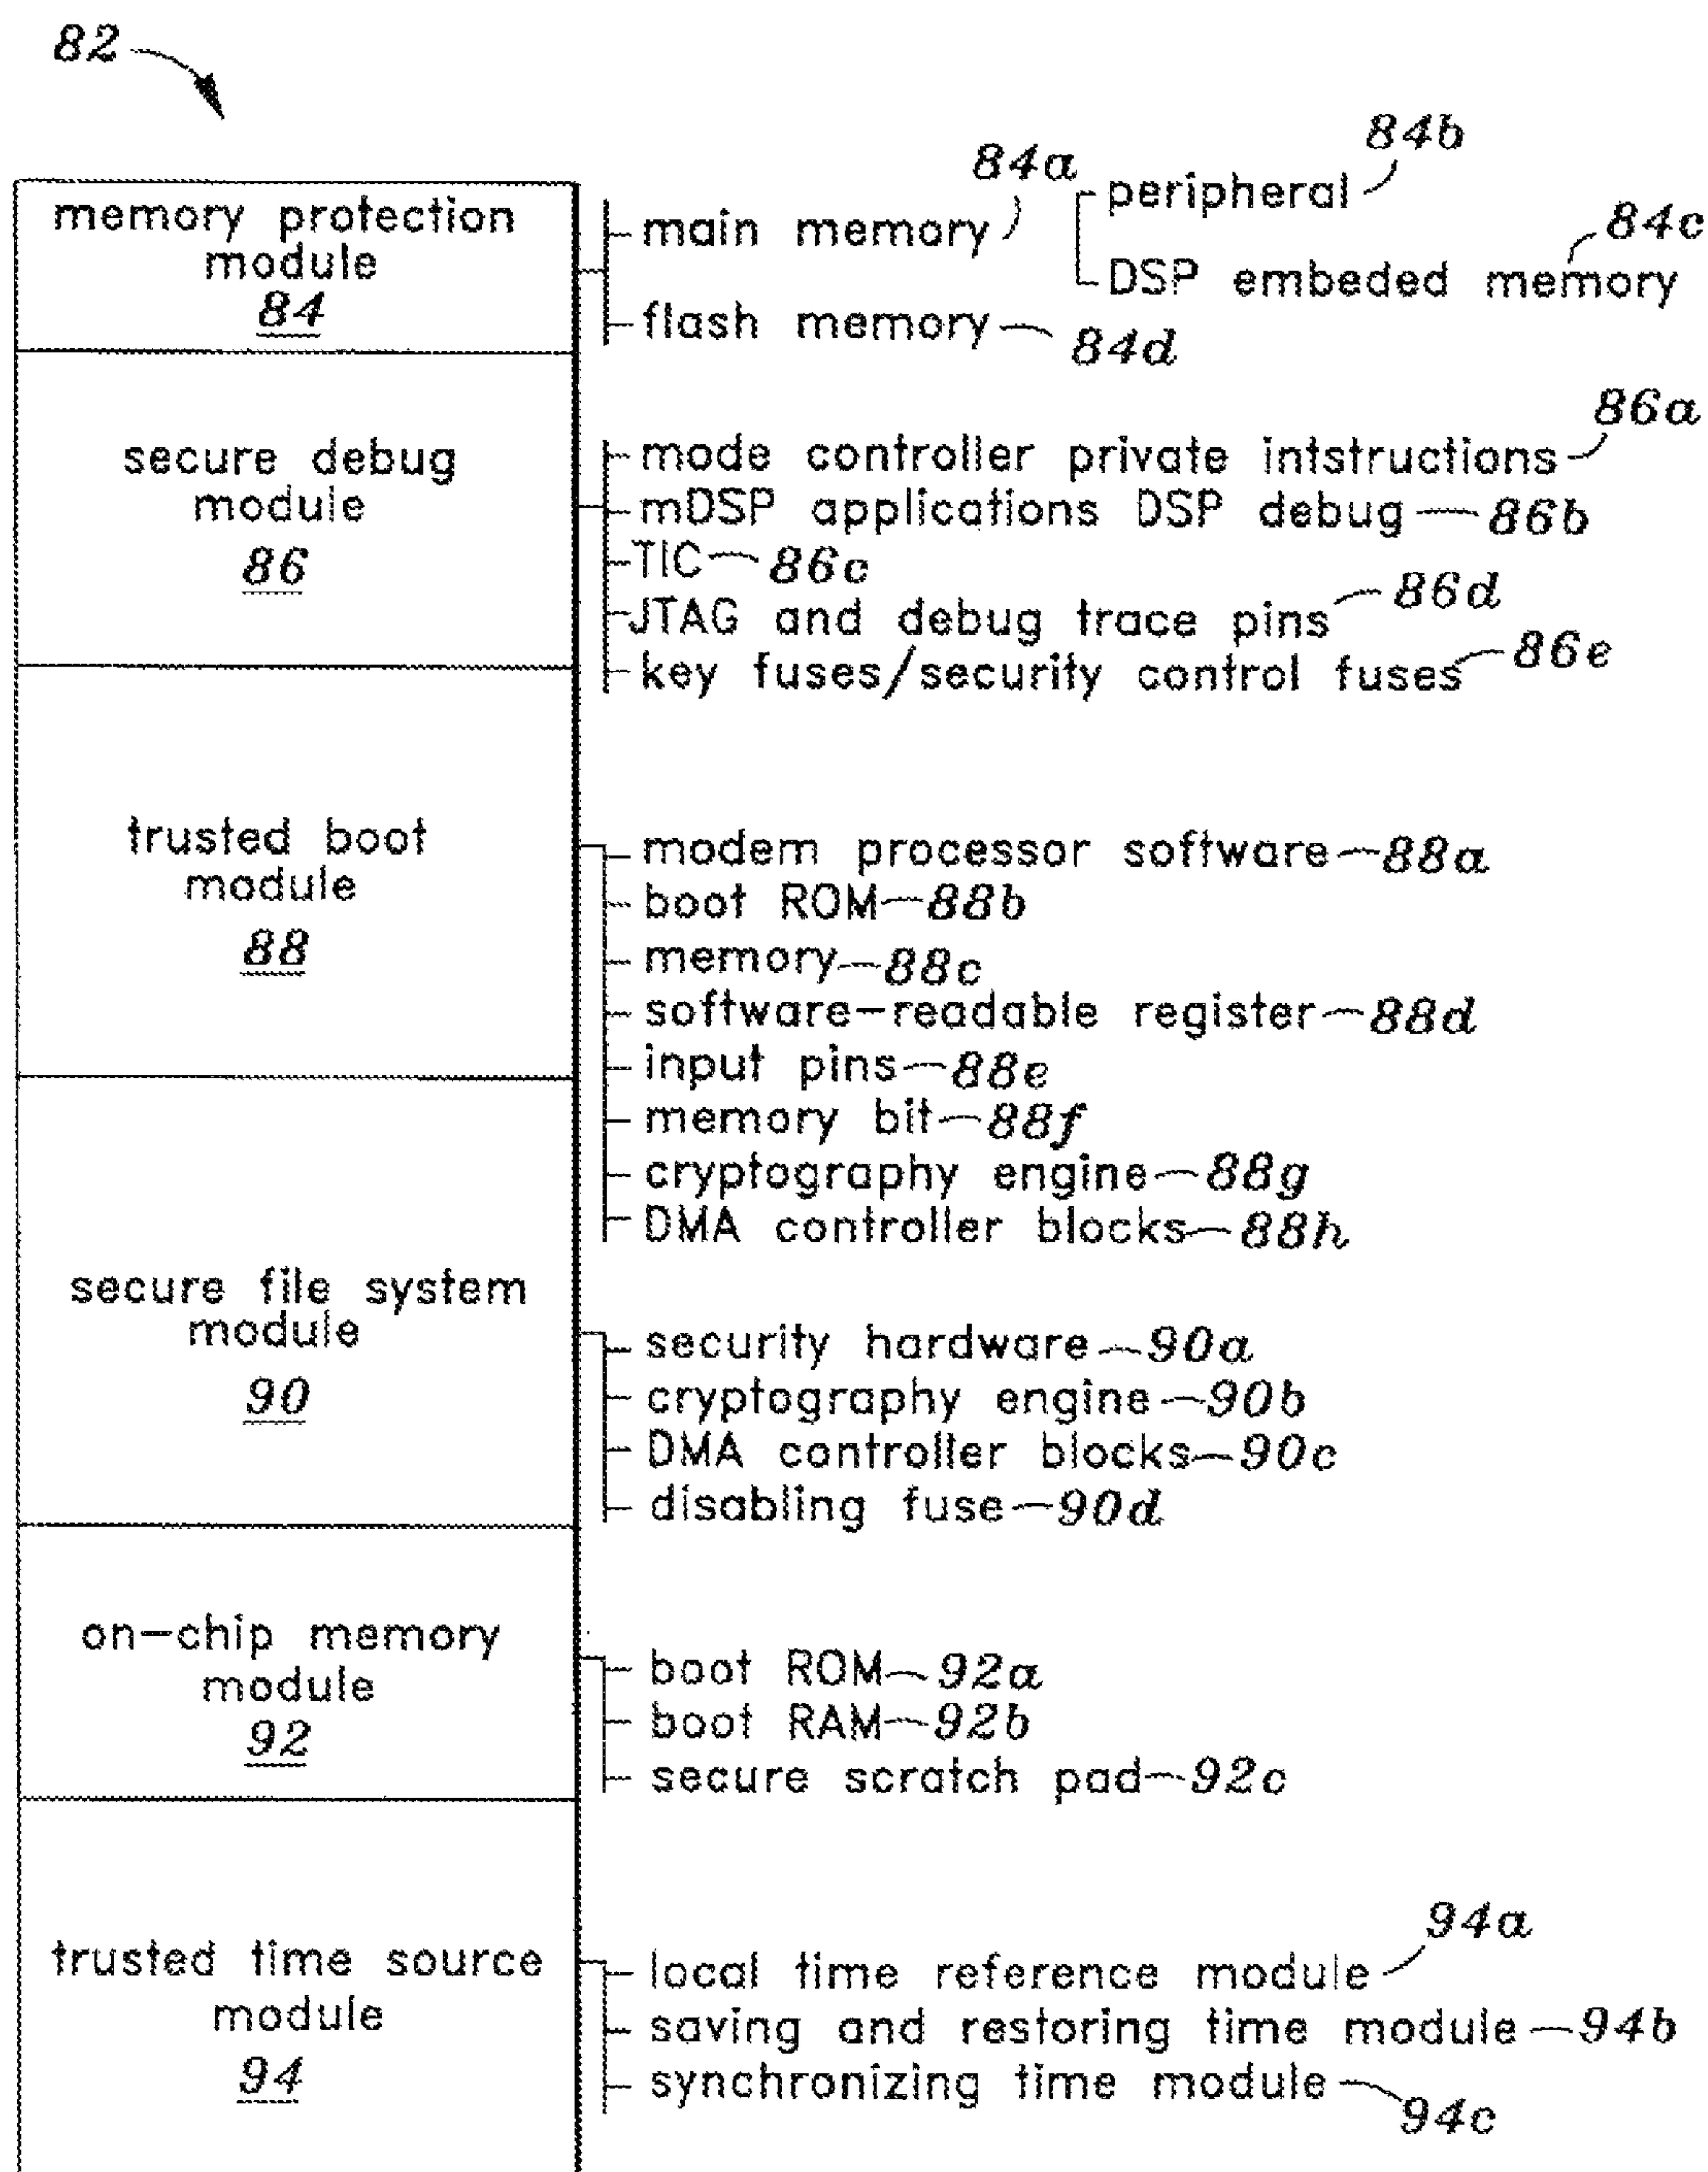 82
memory protection
module
84
main memory 84a
peripheral 84b
DSP embeded memory 84c
flash memory 84d
secure debug
module
86
mode controller private intstructions 86a
mDSP applications DSP debug 86b
TIC 86c
JTAG and debug trace pins 86d
key fuses/security control fuses 86e
trusted boot
module
88
modem processor software 88a
boot ROM 88b
memory 88c
software-readable register 88d
input pins 88e
memory bit 88f
cryptography engine 88g
DMA controller blocks 88h
secure file system
module
90
security hardware 90a
cryptography engine 90b
DMA controller blocks 90c
disabling fuse 90d
on-chip memory
module
92
boot ROM 92a
boot RAM 92b
secure scratch pad 92c
trusted time source
module
94
local time reference module 94a
saving and restoring time module 94b
synchronizing time module 94c